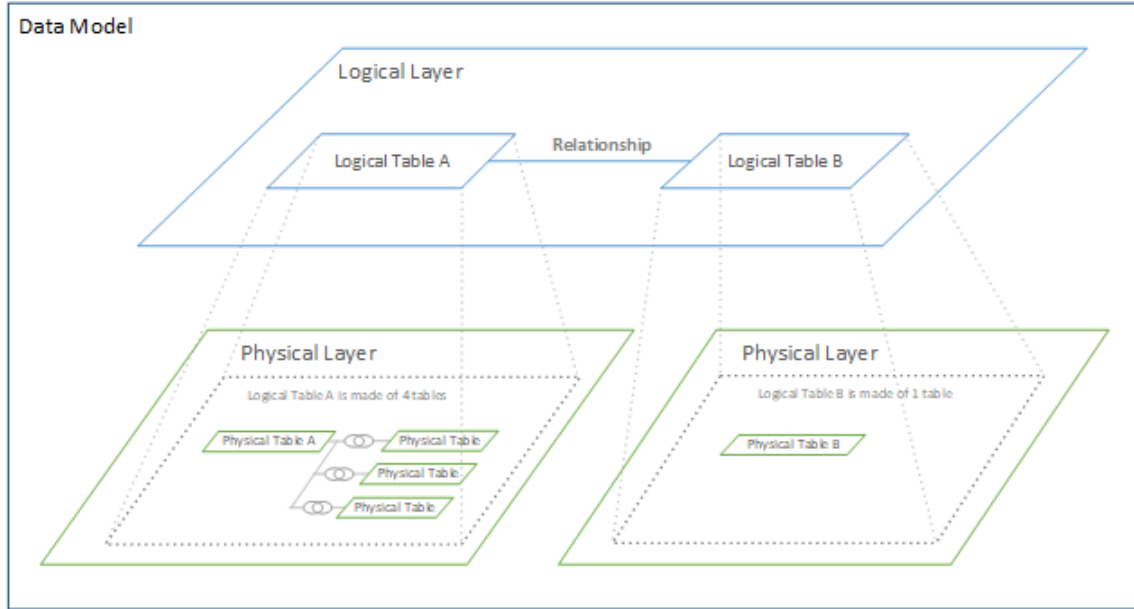 Data Model
Logical Layer
Relationship
Logical Table A
Logical Table B
Physical Layer
Logical Table A is made of 4 tables
Physical Table A
Physical Table
Physical Table
Physical Table
Physical Layer
Logical Table B is made of 1 table
Physical Table B